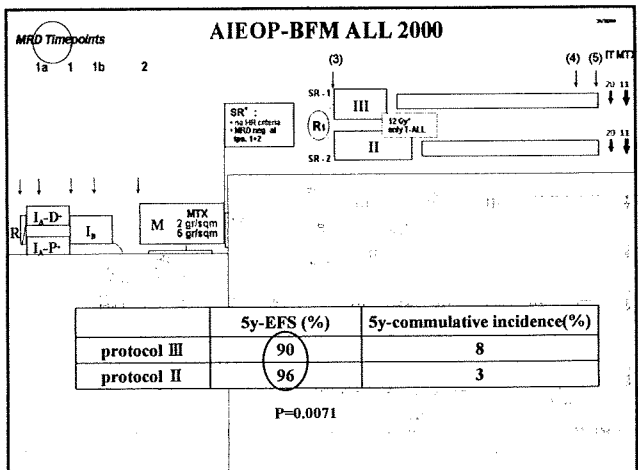 AIEOP-BFM ALL 2000
MRD Timepoints
1a 1 1b 2
(3) (4) (5) IT MTX
20 11
SR-1 III
SR* :
• no HR criteria
• MRD neg. at
tps. 1+2
R₁
12 Gy*
only T-ALL
SR-2 II
20 11
R
I_A-D*
I_A-P*
I_B
M
MTX
2 gr/sqm
5 gr/sqm
5y-EFS (%) 5y-commulative incidence(%)
protocol III 90 8
protocol II 96 3
P=0.0071